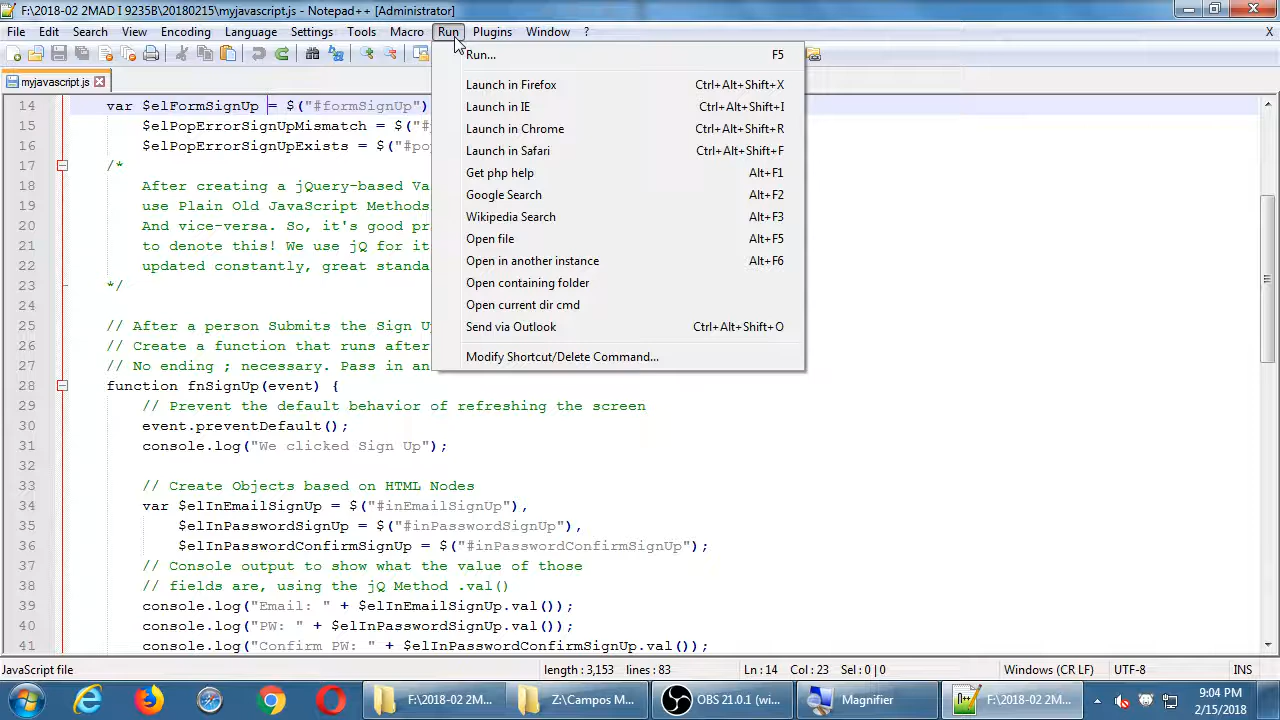 F:\2018-02 2MAD I 9235B\20180215\myjavascript.js - Notepad++ [Administrator]
File Edit Search View Encoding Language Settings Tools Macro Run Plugins Window ? X
myjavascript.js
Run... F5
Launch in Firefox Ctrl+Alt+Shift+X
Launch in IE Ctrl+Alt+Shift+I
Launch in Chrome Ctrl+Alt+Shift+R
Launch in Safari Ctrl+Alt+Shift+F
Get php help Alt+F1
Google Search Alt+F2
Wikipedia Search Alt+F3
Open file Alt+F5
Open in another instance Alt+F6
Open containing folder
Open current dir cmd
Send via Outlook Ctrl+Alt+Shift+O
Modify Shortcut/Delete Command...
14 var $elFormSignUp = $("#formSignUp")
15 $elPopErrorSignUpMismatch = $("#
16 $elPopErrorSignUpExists = $("#po
17 /*
18 After creating a jQuery-based Va
19 use Plain Old JavaScript Methods
20 And vice-versa. So, it's good pr
21 to denote this! We use jQ for it
22 updated constantly, great standa
23 */
24
25 // After a person Submits the Sign U
26 // Create a function that runs after
27 // No ending ; necessary. Pass in an
28 function fnSignUp(event) {
29 // Prevent the default behavior of refreshing the screen
30 event.preventDefault();
31 console.log("We clicked Sign Up");
32
33 // Create Objects based on HTML Nodes
34 var $elInEmailSignUp = $("#inEmailSignUp"),
35 $elInPasswordSignUp = $("#inPasswordSignUp"),
36 $elInPasswordConfirmSignUp = $("#inPasswordConfirmSignUp");
37 // Console output to show what the value of those
38 // fields are, using the jQ Method .val()
39 console.log("Email: " + $elInEmailSignUp.val());
40 console.log("PW: " + $elInPasswordSignUp.val());
41 console.log("Confirm PW: " + $elInPasswordConfirmSignUp.val());
JavaScript file length : 3,153 lines : 83 Ln : 14 Col : 23 Sel : 0 | 0 Windows (CR LF) UTF-8 INS
F:\2018-02 2M... Z:\Campos M... OBS 21.0.1 (wi... Magnifier F:\2018-02 2M... 9:04 PM
2/15/2018